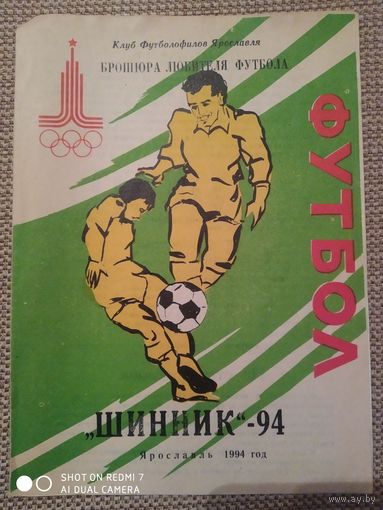 Клуб Футболофилов Ярославля
БРОШЮРА ЛЮБИТЕЛЯ ФУТБОЛА
ФУТБОЛ
„ШИННИК“-94
Ярославль 1994 год
SHOT ON REDMI 7
AI DUAL CAMERA
www.ay.by